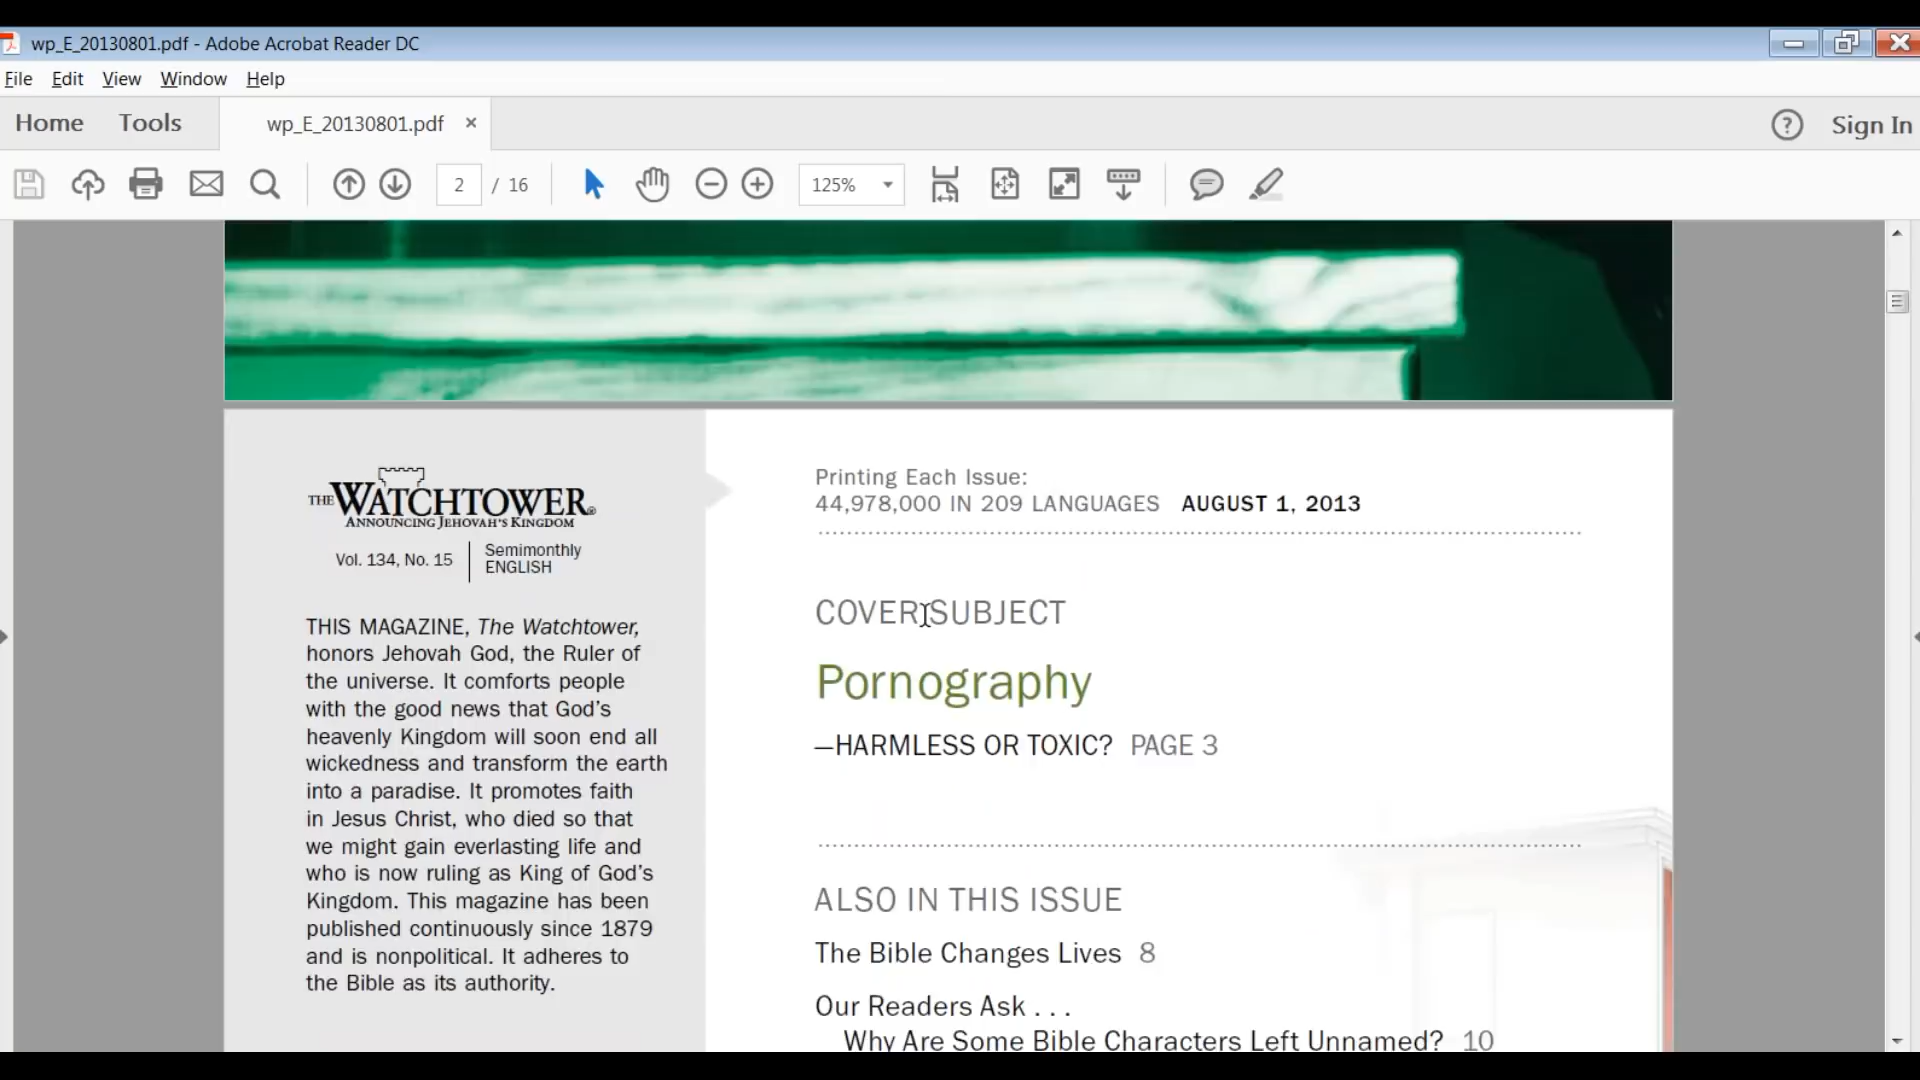 wp_E_20130801.pdf - Adobe Acrobat Reader DC
File Edit View Window Help
Home Tools wp_E_20130801.pdf × ? Sign In
2 / 16 125%
THE WATCHTOWER®
ANNOUNCING JEHOVAH'S KINGDOM
Vol. 134, No. 15
Semimonthly
ENGLISH
THIS MAGAZINE, The Watchtower,
honors Jehovah God, the Ruler of
the universe. It comforts people
with the good news that God's
heavenly Kingdom will soon end all
wickedness and transform the earth
into a paradise. It promotes faith
in Jesus Christ, who died so that
we might gain everlasting life and
who is now ruling as King of God's
Kingdom. This magazine has been
published continuously since 1879
and is nonpolitical. It adheres to
the Bible as its authority.
Printing Each Issue:
44,978,000 IN 209 LANGUAGES AUGUST 1, 2013
COVER SUBJECT
Pornography
—HARMLESS OR TOXIC? PAGE 3
ALSO IN THIS ISSUE
The Bible Changes Lives 8
Our Readers Ask . . .
Why Are Some Bible Characters Left Unnamed? 10